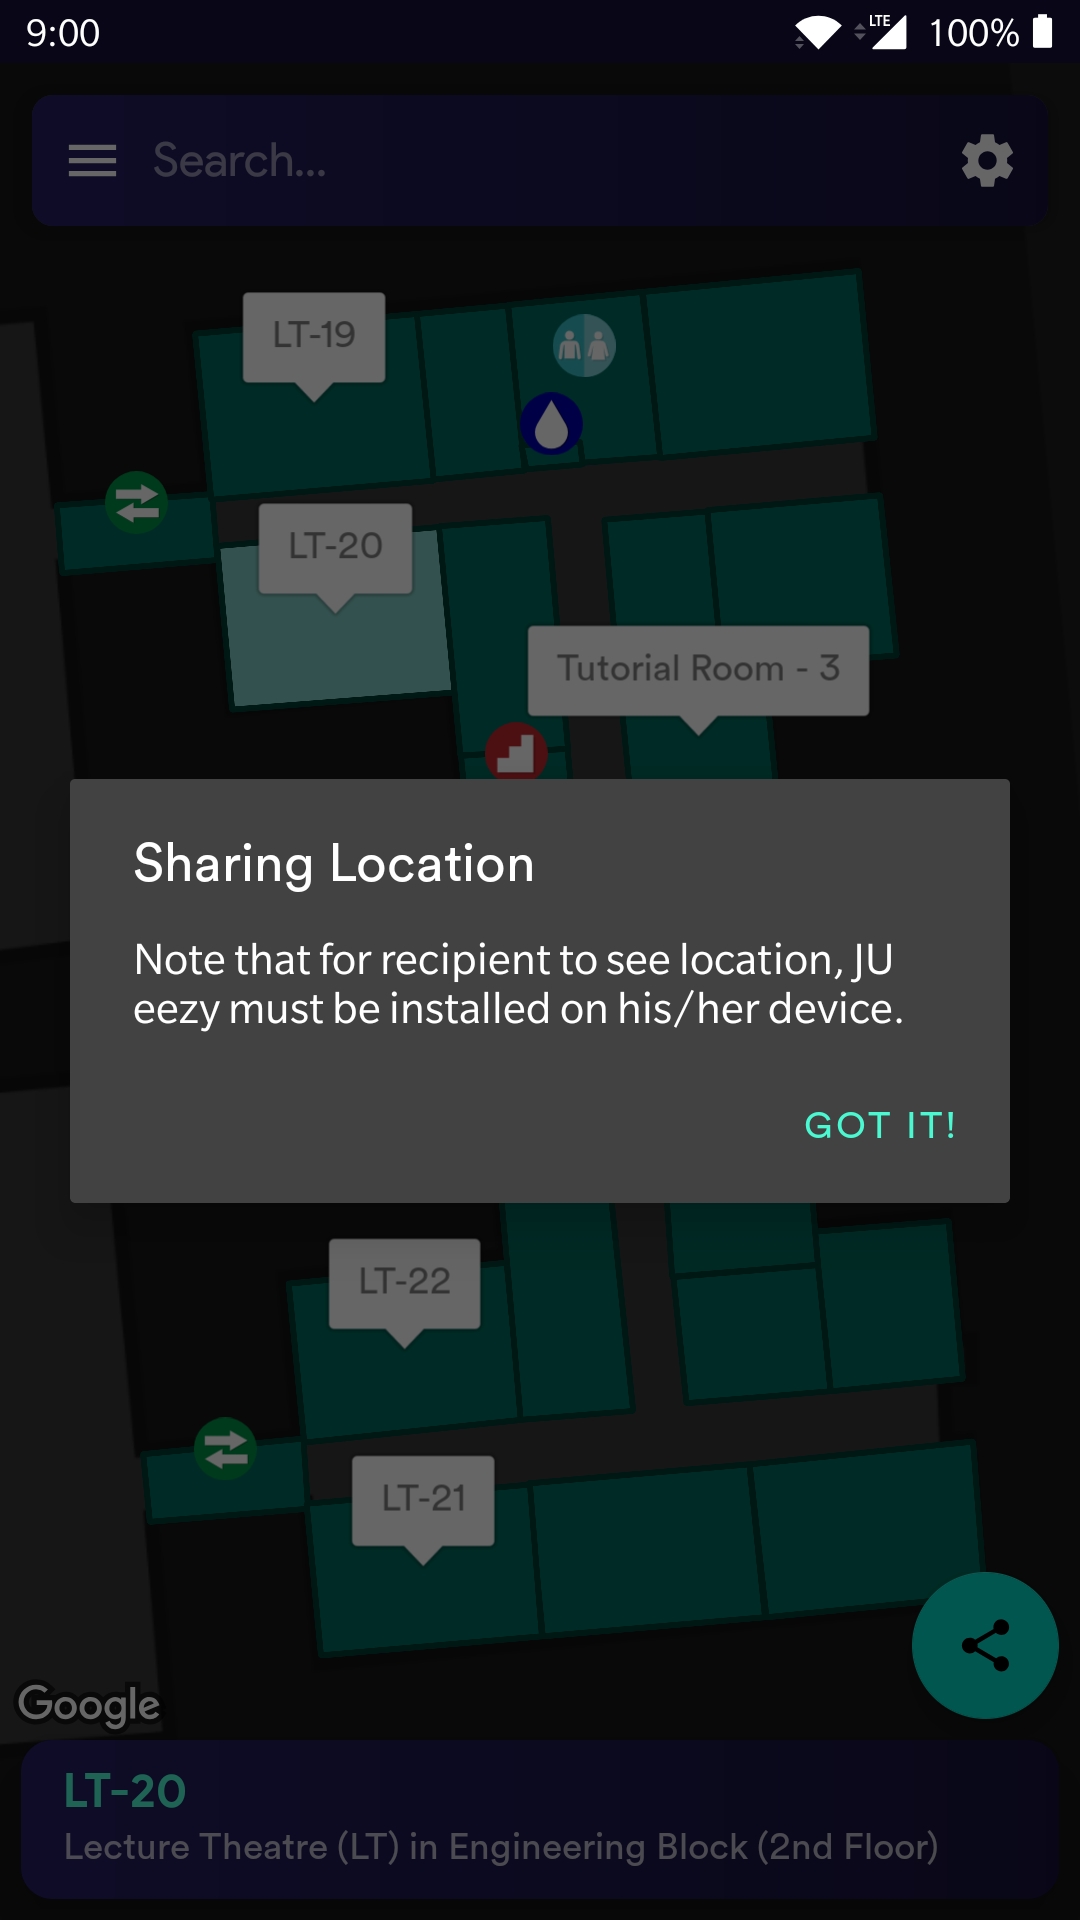 9:00
LTE 100%
Search...
LT-19
LT-20
Tutorial Room - 3
Sharing Location
Note that for recipient to see location, JU
eezy must be installed on his/her device.
GOT IT!
LT-22
LT-21
Google
LT-20
Lecture Theatre (LT) in Engineering Block (2nd Floor)